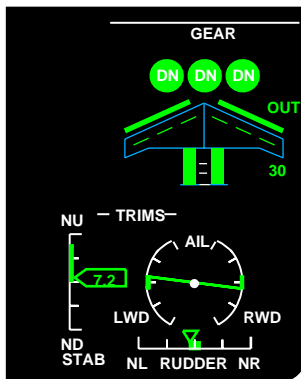 GEAR
DN DN DN
OUT
30
NU TRIMS
AIL
7.2
LWD RWD
ND
STAB
NL RUDDER NR